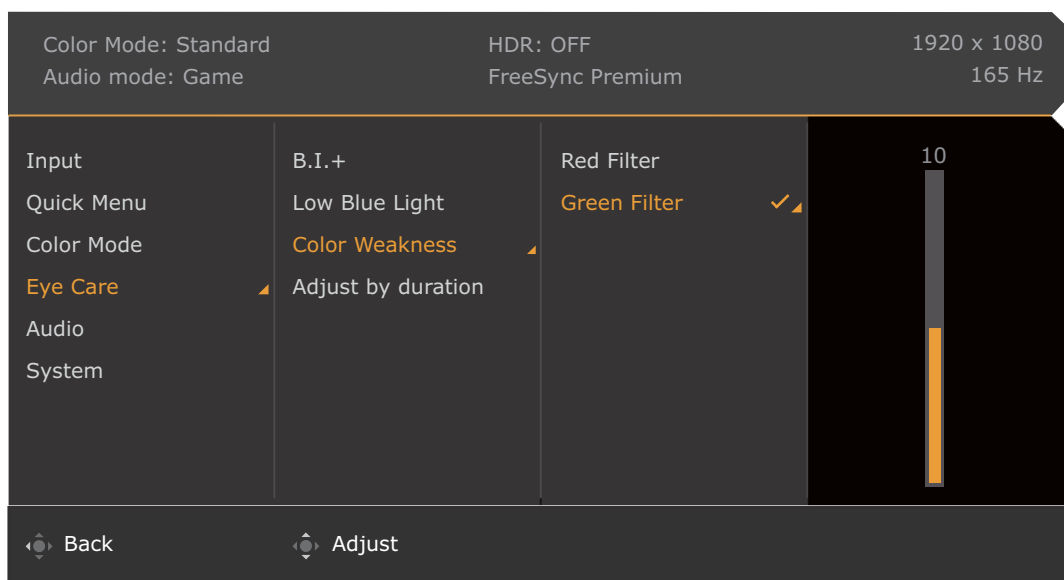 Color Mode: Standard
HDR: OFF
1920 x 1080
Audio mode: Game
FreeSync Premium
165 Hz
Input
Quick Menu
Color Mode
Eye Care
Audio
System
B.I.+
Low Blue Light
Color Weakness
Adjust by duration
Red Filter
Green Filter
10
Back
Adjust